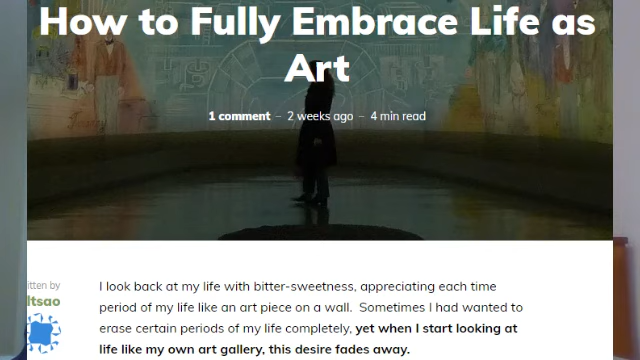 How to Fully Embrace Life as
Art
1 comment – 2 weeks ago – 4 min read
itten by
ltsao
I look back at my life with bitter-sweetness, appreciating each time
period of my life like an art piece on a wall. Sometimes I had wanted to
erase certain periods of my life completely, yet when I start looking at
life like my own art gallery, this desire fades away.